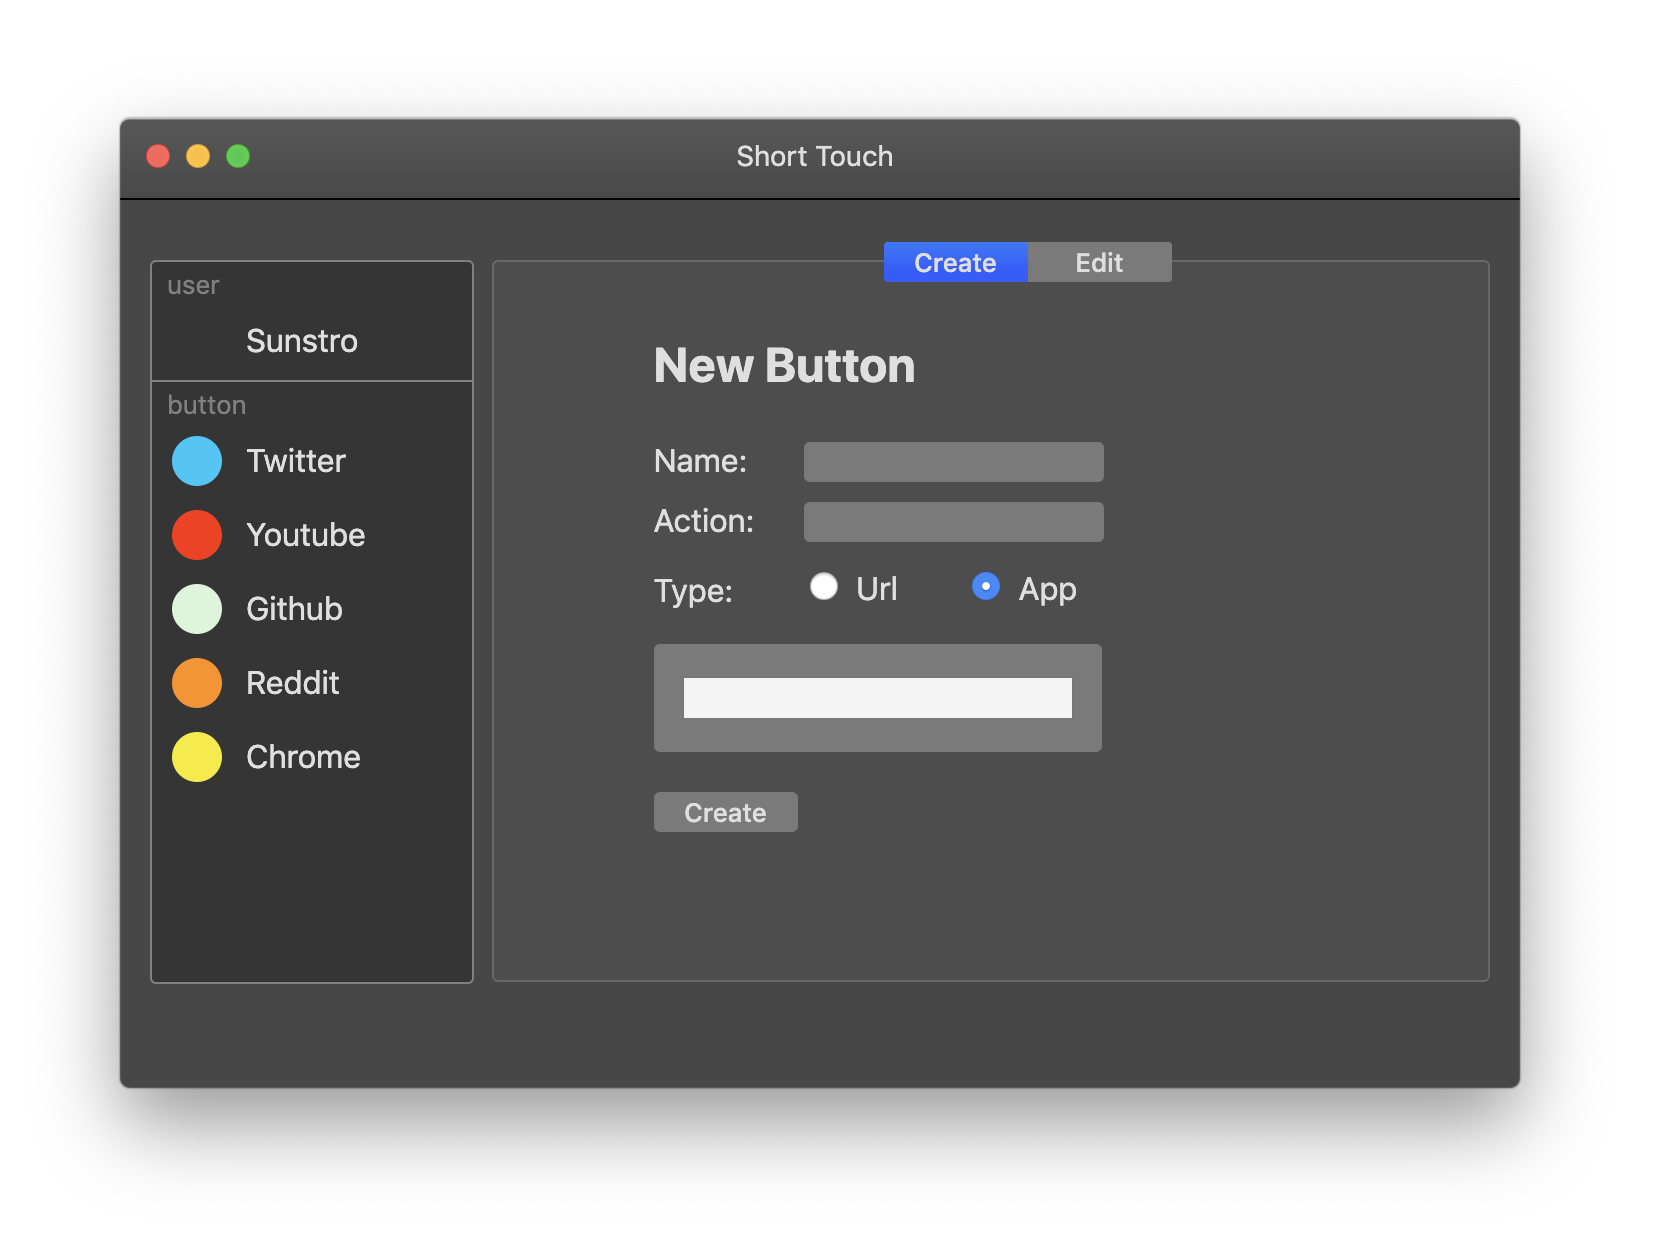 Short Touch
user
Sunstro
button
Twitter
Youtube
Github
Reddit
Chrome
Create Edit
New Button
Name:
Action:
Type: Url App
Create